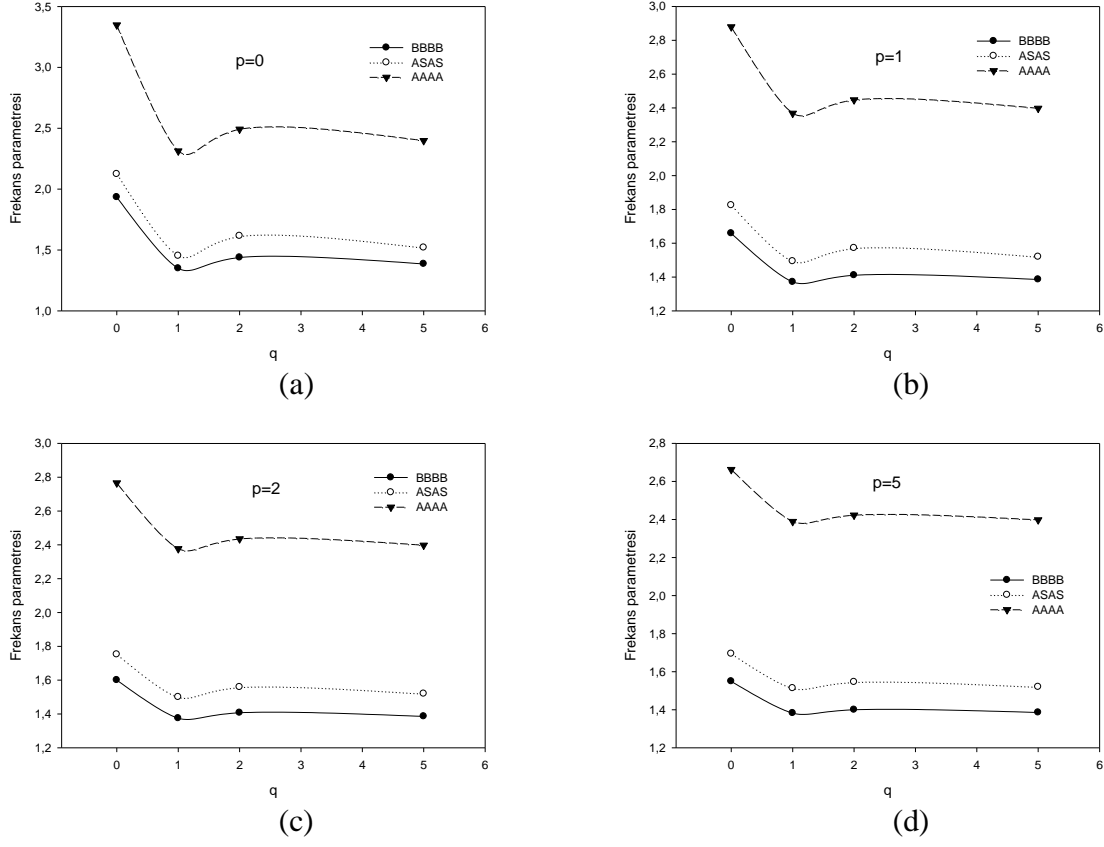 3,5
3,0
2,5
2,0
1,5
1,0
Frekans parametresi
p=0
BBBB
ASAS
AAAA
0 1 2 3 4 5 6
q
(a)
3,0
2,8
2,6
2,4
2,2
2,0
1,8
1,6
1,4
1,2
Frekans parametresi
p=1
BBBB
ASAS
AAAA
0 1 2 3 4 5 6
q
(b)
3,0
2,8
2,6
2,4
2,2
2,0
1,8
1,6
1,4
1,2
Frekans parametresi
p=2
BBBB
ASAS
AAAA
0 1 2 3 4 5 6
q
(c)
2,8
2,6
2,4
2,2
2,0
1,8
1,6
1,4
1,2
Frekans parametresi
p=5
BBBB
ASAS
AAAA
0 1 2 3 4 5 6
q
(d)